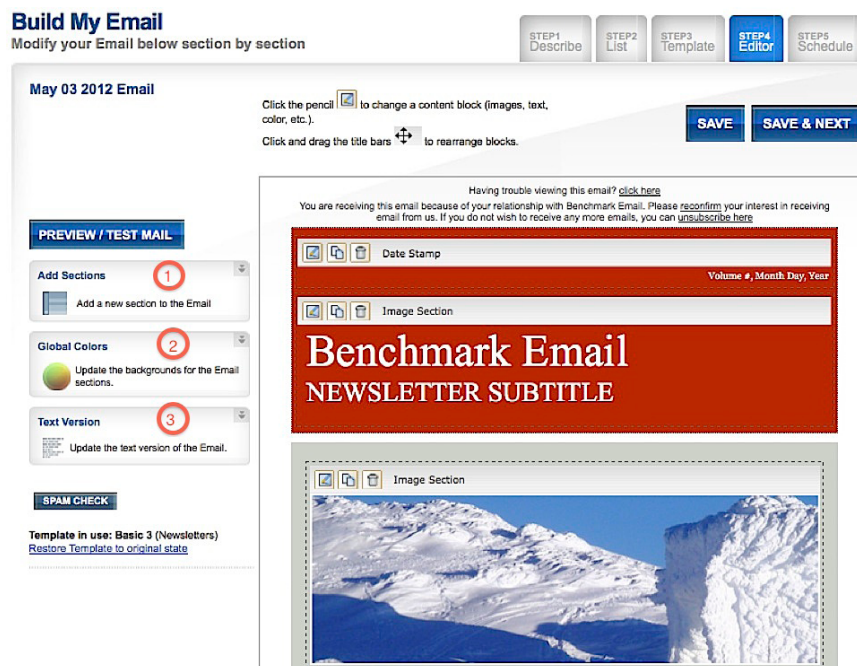 Build My Email
Modify your Email below section by section
STEP1
Describe
STEP2
List
STEP3
Template
STEP4
Editor
STEP5
Schedule
May 03 2012 Email
Click the pencil to change a content block (images, text,
color, etc.).
Click and drag the title bars to rearrange blocks.
SAVE
SAVE & NEXT
Having trouble viewing this email? click here
You are receiving this email because of your relationship with Benchmark Email. Please reconfirm your interest in receiving
email from us. If you do not wish to receive any more emails, you can unsubscribe here
PREVIEW / TEST MAIL
Add Sections
1
Add a new section to the Email
Global Colors
2
Update the backgrounds for the Email
sections.
Text Version
3
Update the text version of the Email.
SPAM CHECK
Template in use: Basic 3 (Newsletters)
Restore Template to original state
Date Stamp
Volume #, Month Day, Year
Image Section
Benchmark Email
NEWSLETTER SUBTITLE
Image Section